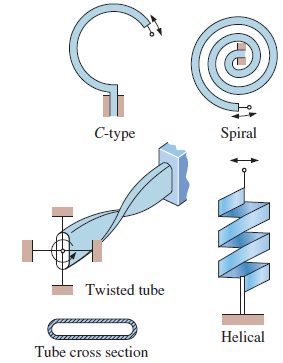 C-type
Spiral
Twisted tube
Helical
Tube cross section